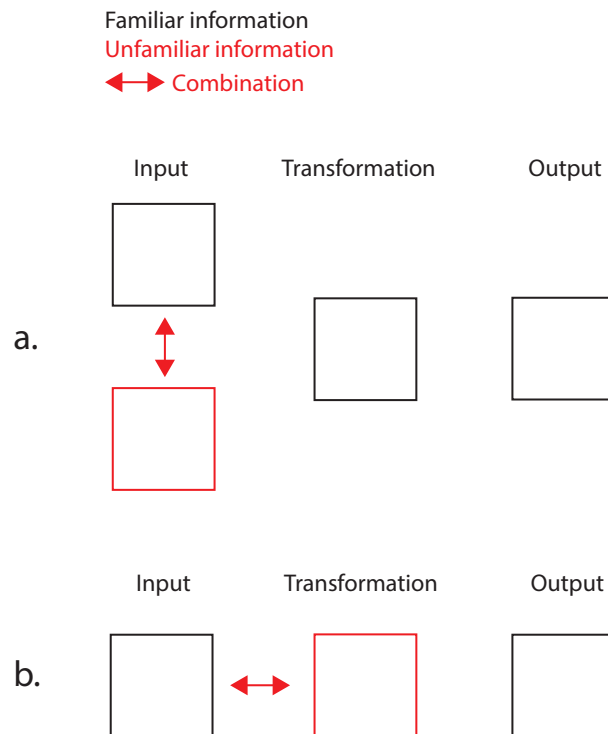 Familiar information
Unfamiliar information
Combination
Input Transformation Output
a.
Input Transformation Output
b.